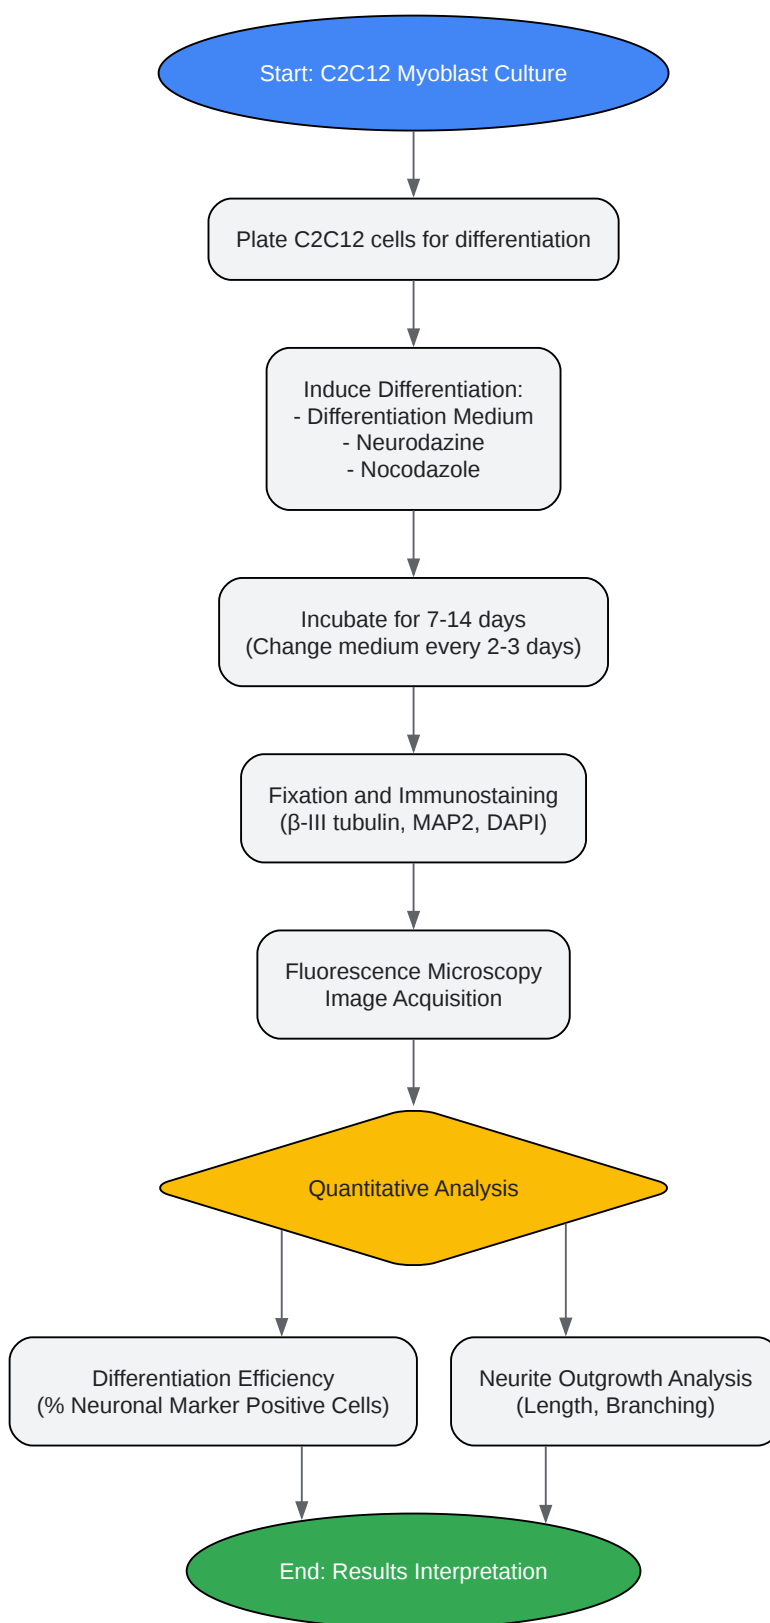 Start: C2C12 Myoblast Culture
Plate C2C12 cells for differentiation
Induce Differentiation:
- Differentiation Medium
- Neurodazine
- Nocodazole
Incubate for 7-14 days
(Change medium every 2-3 days)
Fixation and Immunostaining
(β-III tubulin, MAP2, DAPI)
Fluorescence Microscopy
Image Acquisition
Quantitative Analysis
Differentiation Efficiency
(% Neuronal Marker Positive Cells)
Neurite Outgrowth Analysis
(Length, Branching)
End: Results Interpretation